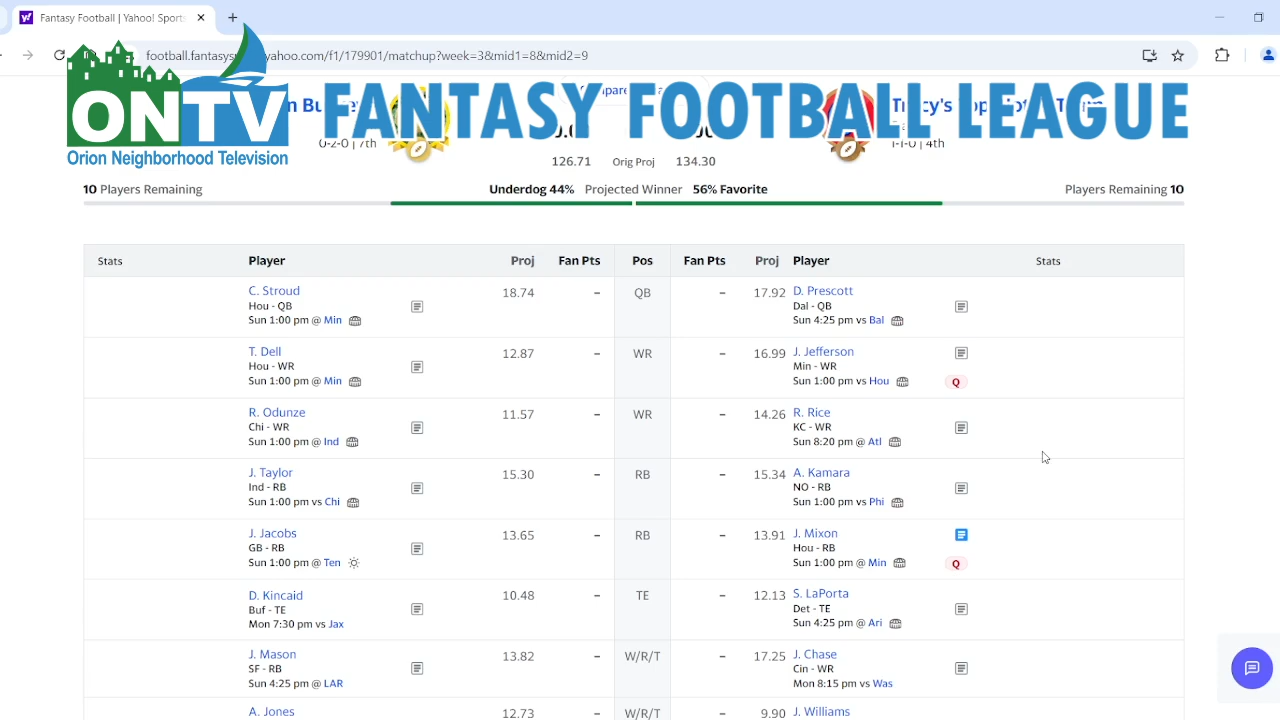 Fantasy Football | Yahoo! Sports
football.fantasys yahoo.com/f1/179901/matchup?week=3&mid1=8&mid2=9
ONTV
Orion Neighborhood Television
FANTASY FOOTBALL LEAGUE
0-2-0 | 7th
1-1-0 | 4th
126.71 Orig Proj 134.30
10 Players Remaining Underdog 44% Projected Winner 56% Favorite Players Remaining 10
Stats Player Proj Fan Pts Pos Fan Pts Proj Player Stats
C. Stroud 18.74 – QB – 17.92 D. Prescott
Hou - QB Dal - QB
Sun 1:00 pm @ Min Sun 4:25 pm vs Bal
T. Dell 12.87 – WR – 16.99 J. Jefferson
Hou - WR Min - WR
Sun 1:00 pm @ Min Sun 1:00 pm vs Hou Q
R. Odunze 11.57 – WR – 14.26 R. Rice
Chi - WR KC - WR
Sun 1:00 pm @ Ind Sun 8:20 pm @ Atl
J. Taylor 15.30 – RB – 15.34 A. Kamara
Ind - RB NO - RB
Sun 1:00 pm vs Chi Sun 1:00 pm vs Phi
J. Jacobs 13.65 – RB – 13.91 J. Mixon
GB - RB Hou - RB
Sun 1:00 pm @ Ten Sun 1:00 pm @ Min Q
D. Kincaid 10.48 – TE – 12.13 S. LaPorta
Buf - TE Det - TE
Mon 7:30 pm vs Jax Sun 4:25 pm @ Ari
J. Mason 13.82 – W/R/T – 17.25 J. Chase
SF - RB Cin - WR
Sun 4:25 pm @ LAR Mon 8:15 pm vs Was
A. Jones 12.73 – W/R/T – 9.90 J. Williams